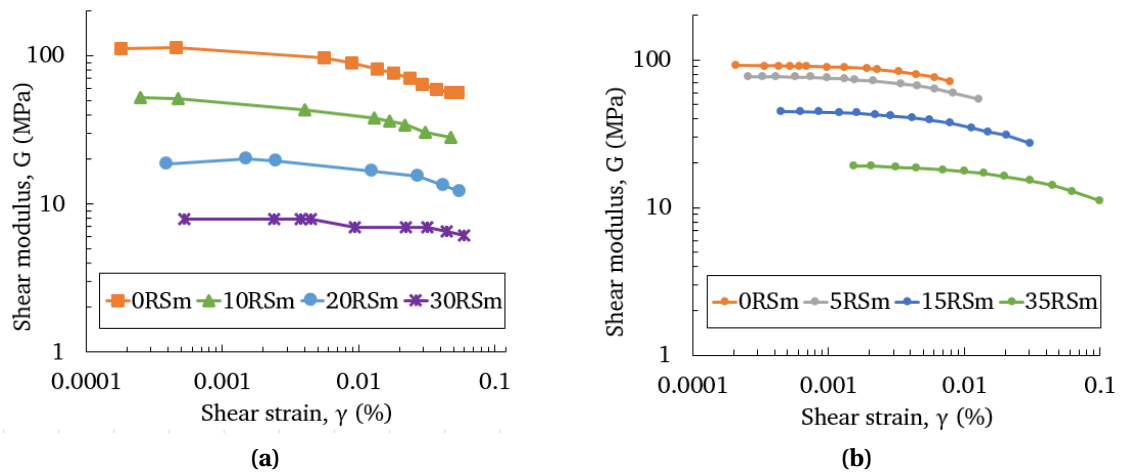 100
10
1
Shear modulus, G (MPa)
0RSm 10RSm 20RSm 30RSm
0.0001 0.001 0.01 0.1
Shear strain, γ (%)
(a)
100
10
1
Shear modulus, G (MPa)
0RSm 5RSm 15RSm 35RSm
0.0001 0.001 0.01 0.1
Shear strain, γ (%)
(b)